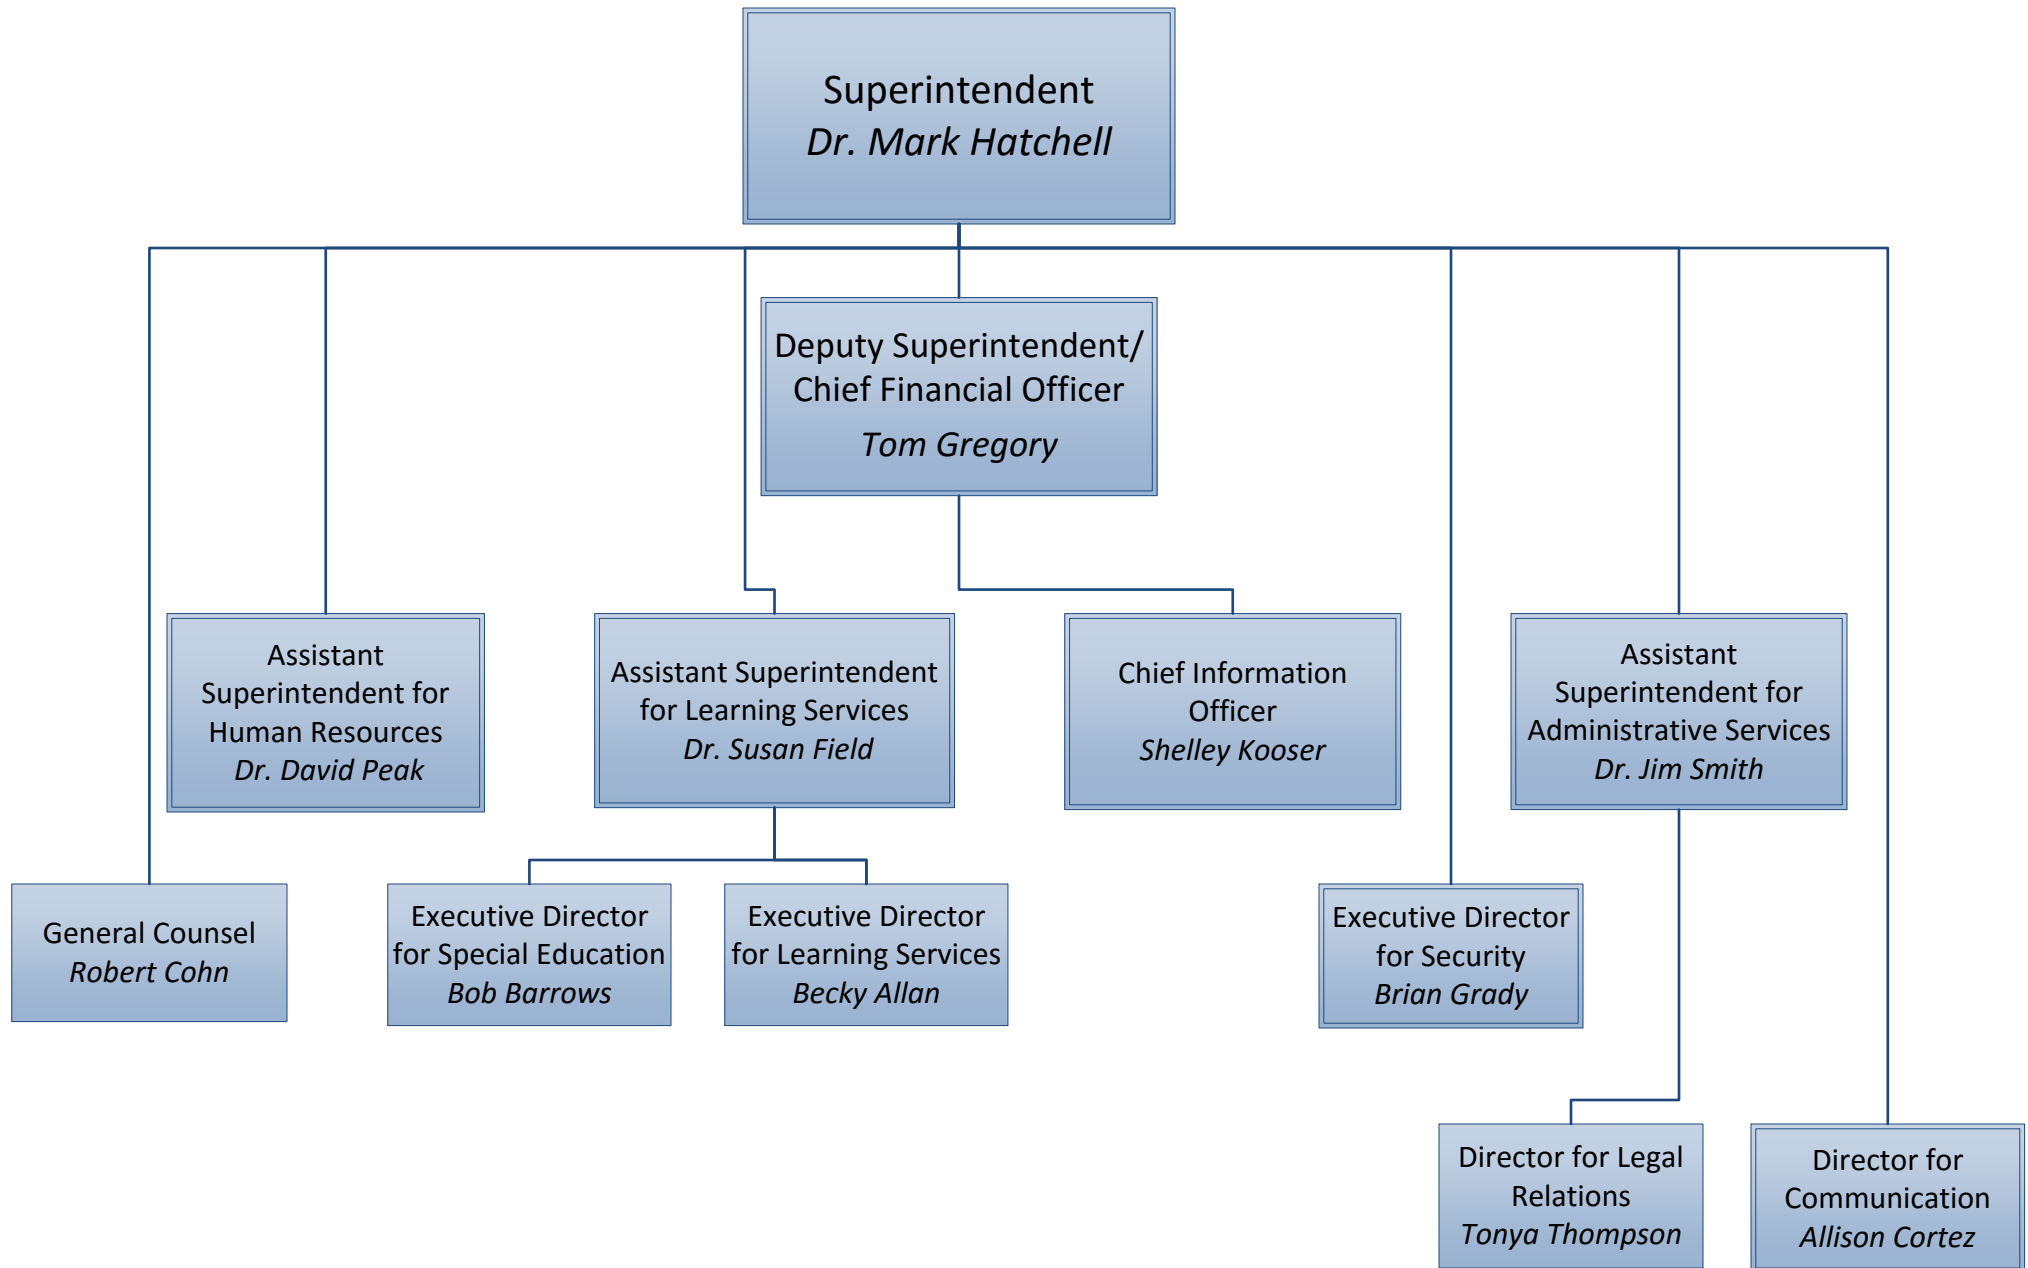 Superintendent
Dr. Mark Hatchell
Deputy Superintendent/
Chief Financial Officer
Tom Gregory
Assistant
Superintendent for
Human Resources
Dr. David Peak
Assistant Superintendent
for Learning Services
Dr. Susan Field
Chief Information
Officer
Shelley Kooser
Assistant
Superintendent for
Administrative Services
Dr. Jim Smith
General Counsel
Robert Cohn
Executive Director
for Special Education
Bob Barrows
Executive Director
for Learning Services
Becky Allan
Executive Director
for Security
Brian Grady
Director for Legal
Relations
Tonya Thompson
Director for
Communication
Allison Cortez